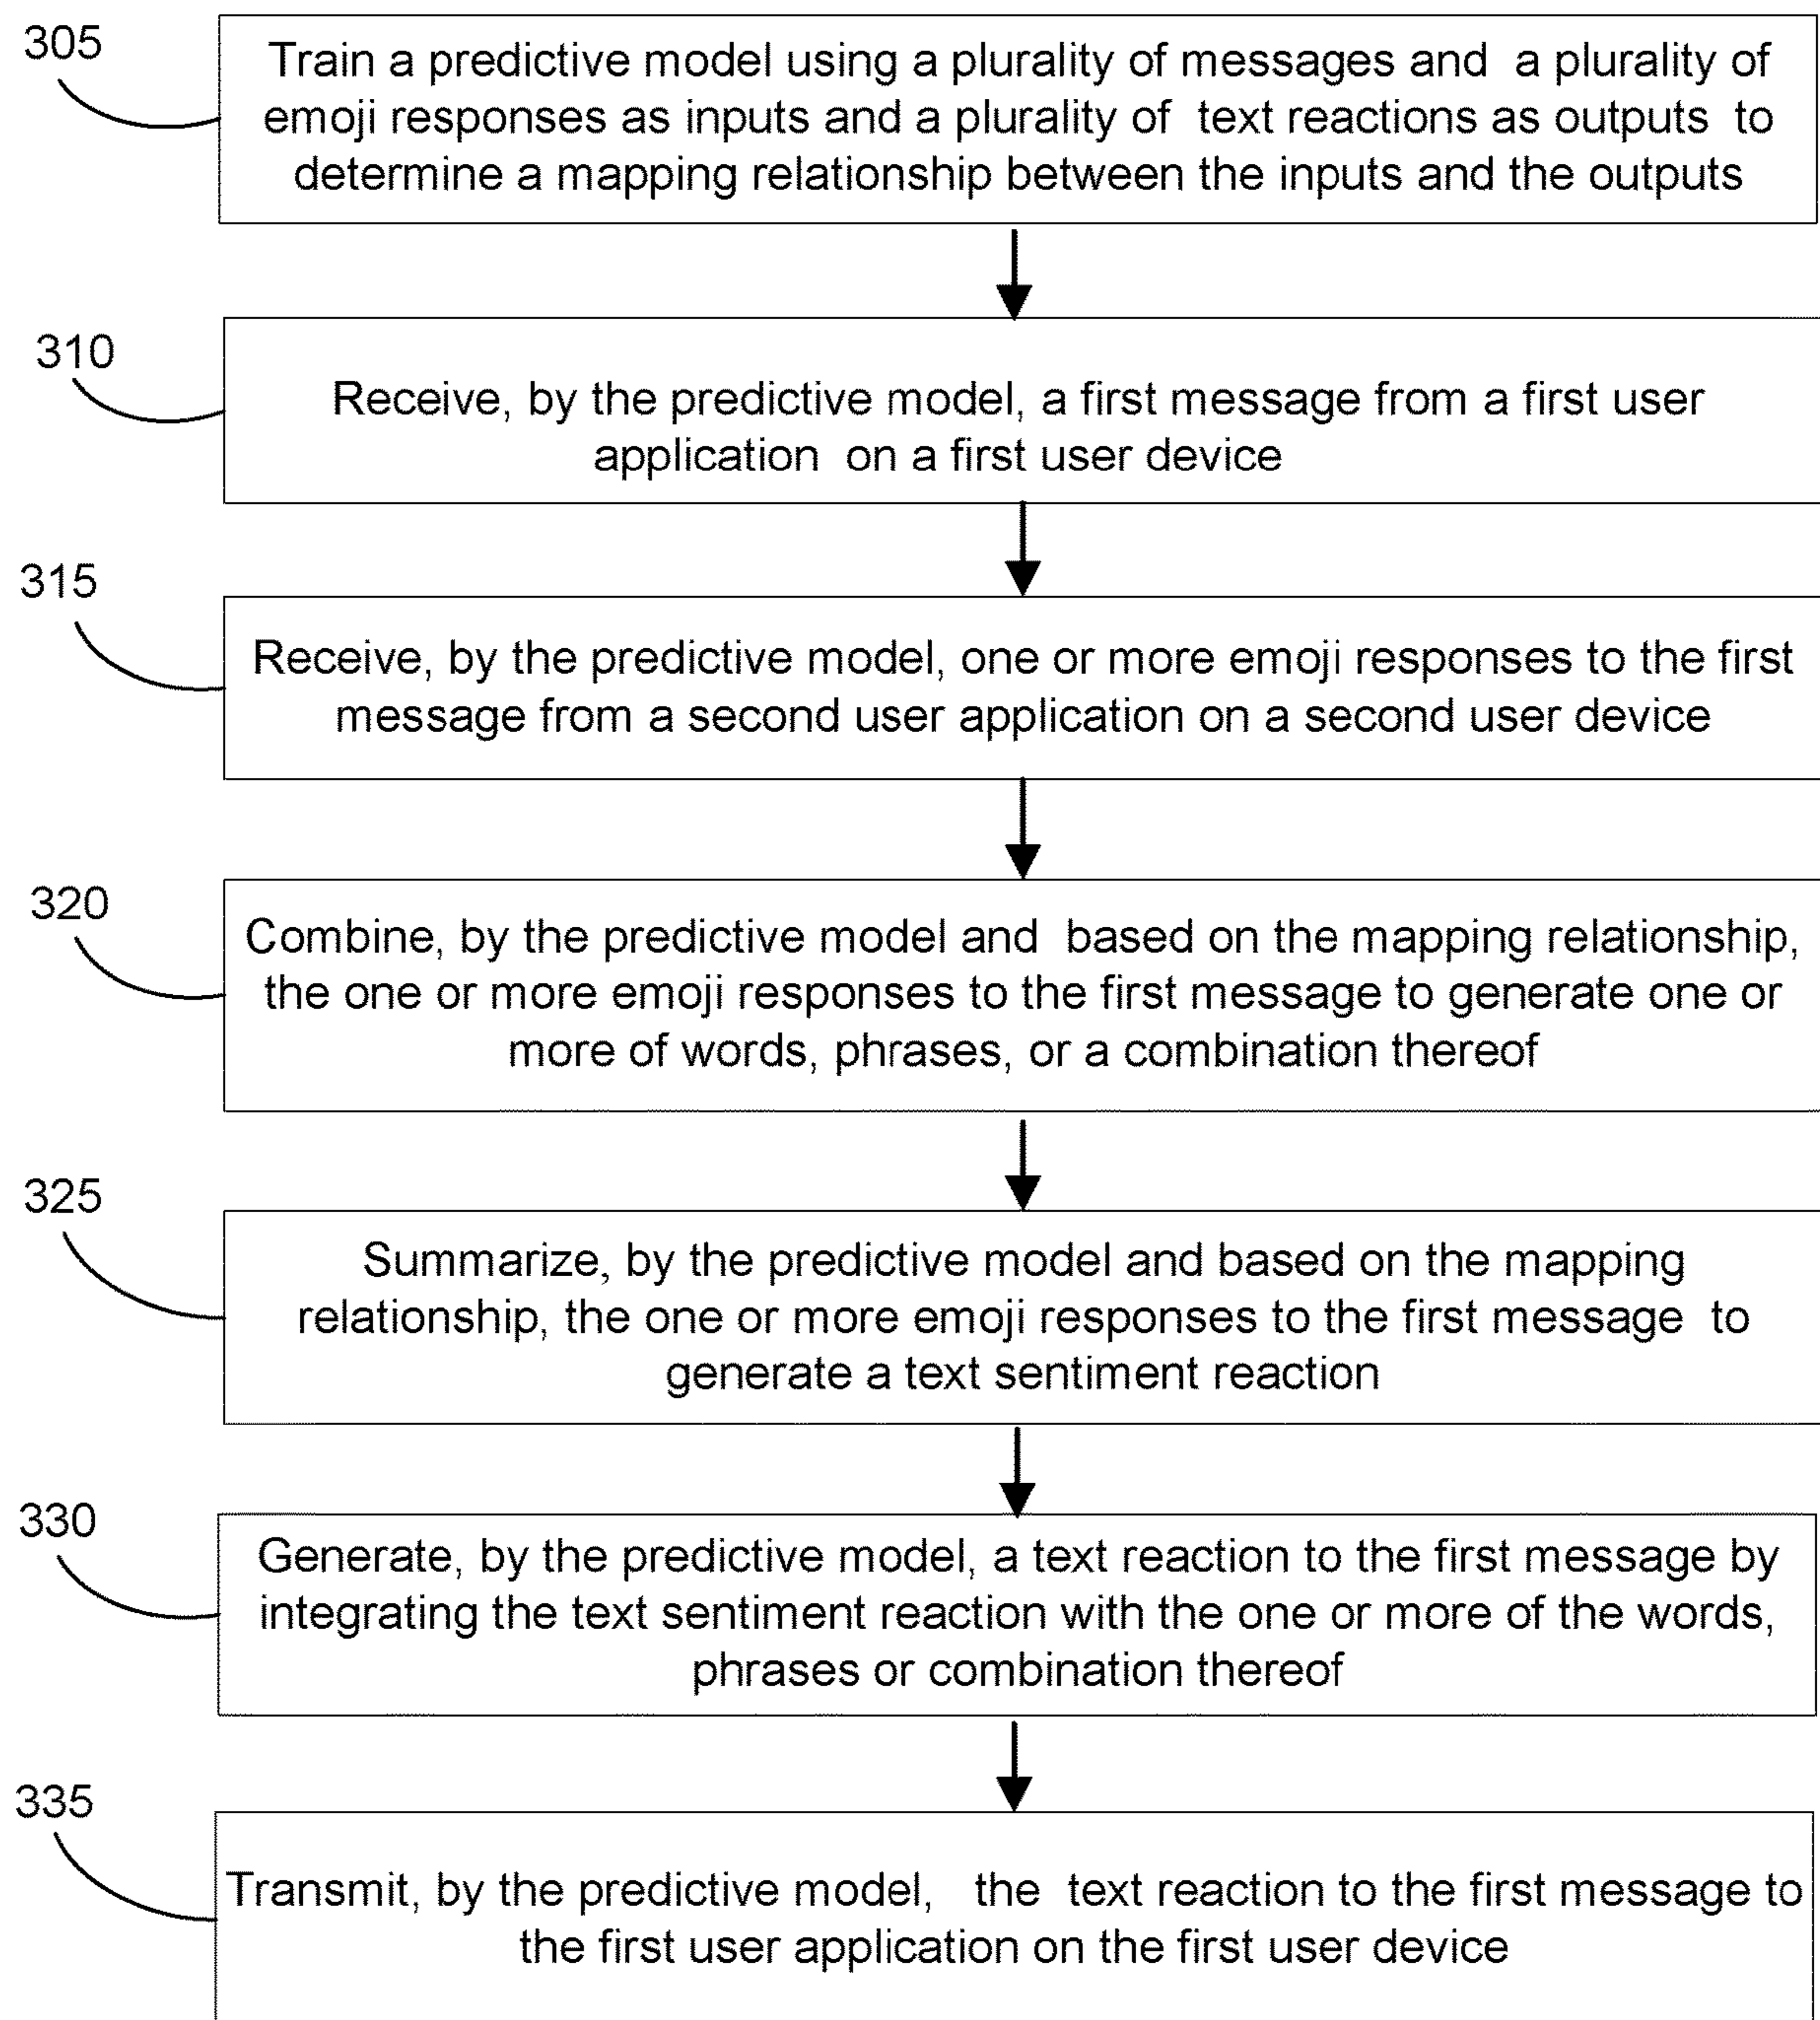 305
Train a predictive model using a plurality of messages and a plurality of
emoji responses as inputs and a plurality of text reactions as outputs to
determine a mapping relationship between the inputs and the outputs
310
Receive, by the predictive model, a first message from a first user
application on a first user device
315
Receive, by the predictive model, one or more emoji responses to the first
message from a second user application on a second user device
320
Combine, by the predictive model and based on the mapping relationship,
the one or more emoji responses to the first message to generate one or
more of words, phrases, or a combination thereof
325
Summarize, by the predictive model and based on the mapping
relationship, the one or more emoji responses to the first message to
generate a text sentiment reaction
330
Generate, by the predictive model, a text reaction to the first message by
integrating the text sentiment reaction with the one or more of the words,
phrases or combination thereof
335
Transmit, by the predictive model, the text reaction to the first message to
the first user application on the first user device